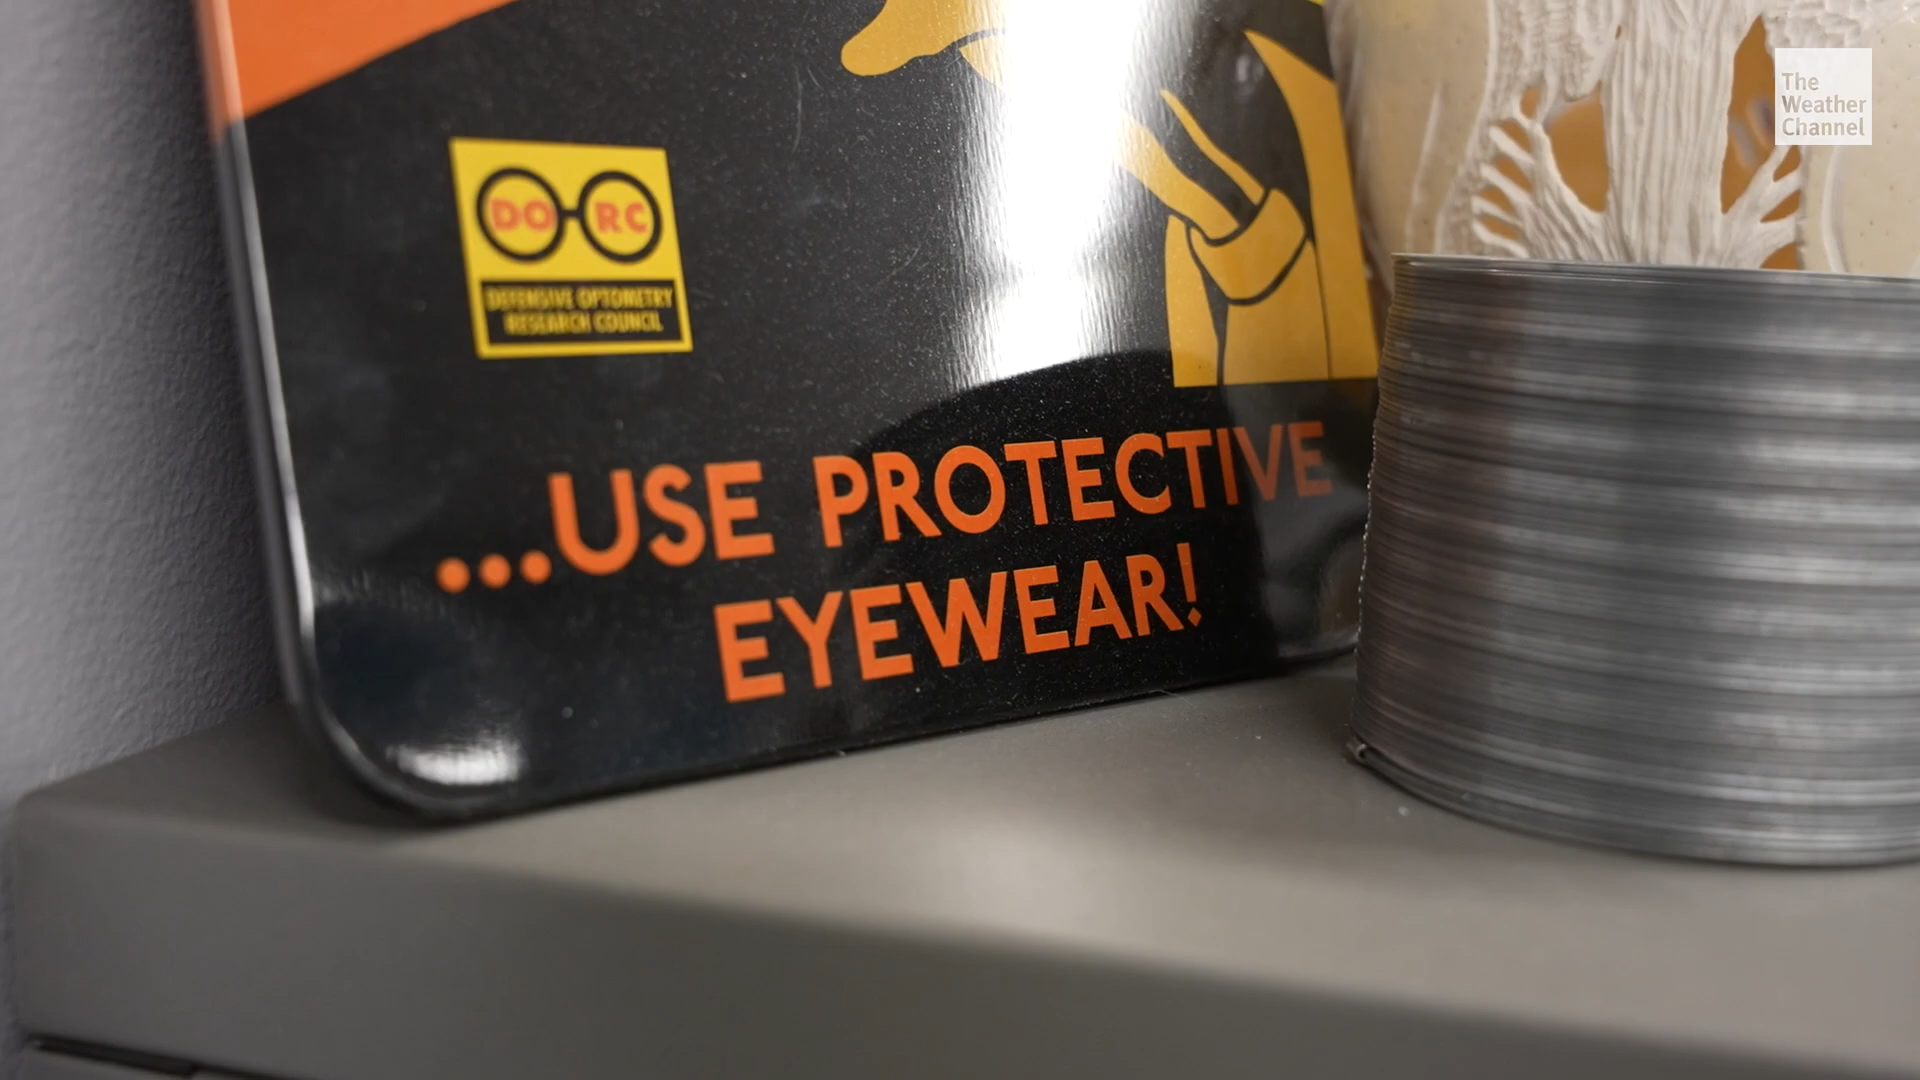 The
Weather
Channel
DO RC
DEFENSIVE OPTOMETRY
RESEARCH COUNCIL
...USE PROTECTIVE
EYEWEAR!